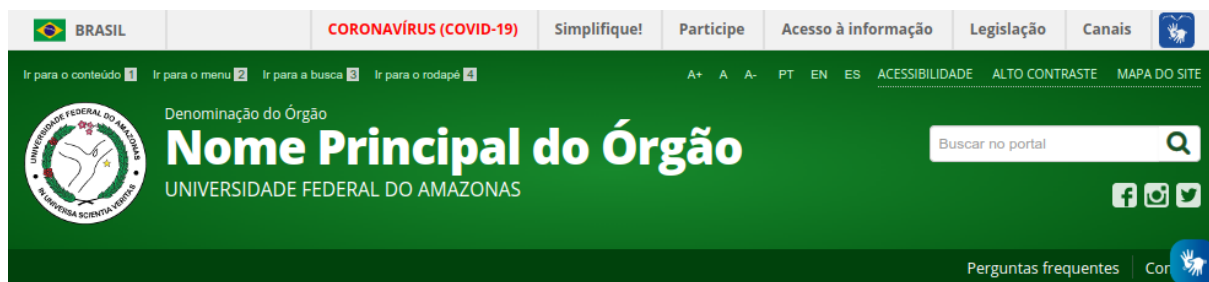 BRASIL CORONAVÍRUS (COVID-19) Simplifique! Participe Acesso à informação Legislação Canais
Ir para o conteúdo 1 Ir para o menu 2 Ir para a busca 3 Ir para o rodapé 4 A+ A A- PT EN ES ACESSIBILIDADE ALTO CONTRASTE MAPA DO SITE
UNIVERSIDADE FEDERAL DO AMAZONAS
IN UNIVERSA SCIENTIA VERITAS
Denominação do Órgão
Nome Principal do Órgão
UNIVERSIDADE FEDERAL DO AMAZONAS
Buscar no portal
Perguntas frequentes